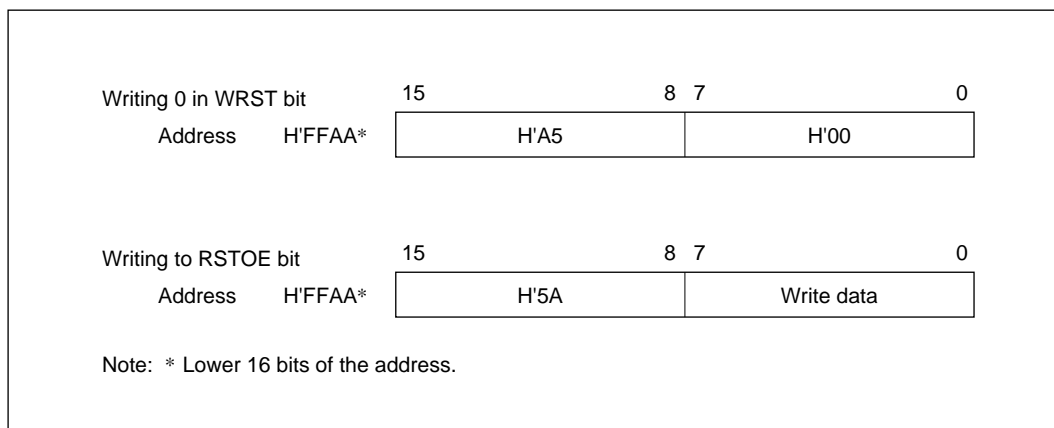 Writing 0 in WRST bit 15 8 7 0
Address H'FFAA* H'A5 H'00
Writing to RSTOE bit 15 8 7 0
Address H'FFAA* H'5A Write data
Note: * Lower 16 bits of the address.